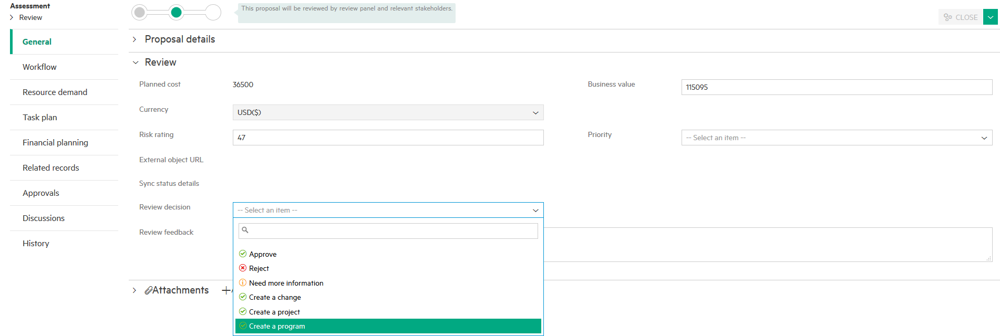 Assessment
Review
This proposal will be reviewed by review panel and relevant stakeholders.
CLOSE
General
Workflow
Resource demand
Task plan
Financial planning
Related records
Approvals
Discussions
History
Proposal details
Review
Planned cost
36500
Business value
115095
Currency
USD($)
Risk rating
47
Priority
-- Select an item --
External object URL
Sync status details
Review decision
-- Select an item --
Review feedback
Approve
Reject
Need more information
Create a change
Create a project
Create a program
Attachments